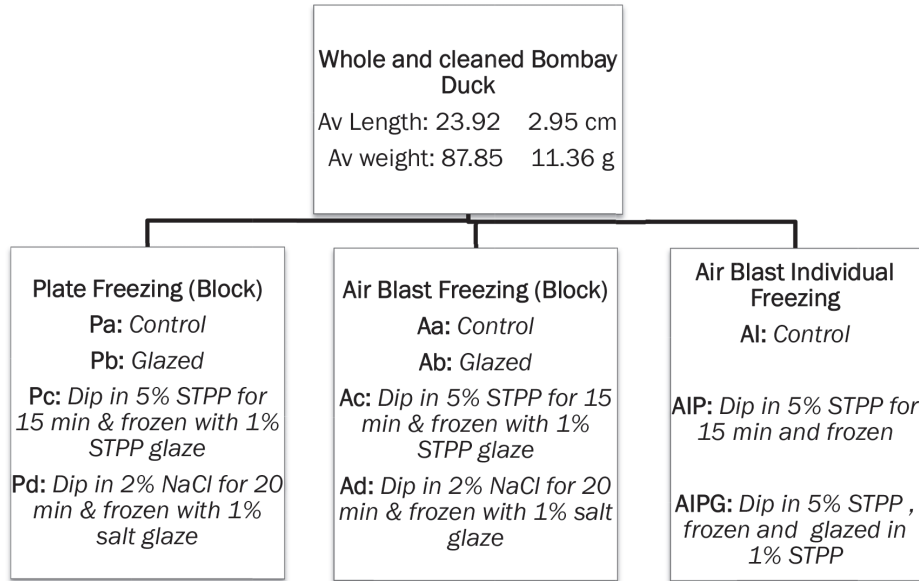 Whole and cleaned Bombay
Duck
Av Length: 23.92 2.95 cm
Av weight: 87.85 11.36 g
Plate Freezing (Block)
Pa: Control
Pb: Glazed
Pc: Dip in 5% STPP for
15 min & frozen with 1%
STPP glaze
Pd: Dip in 2% NaCl for 20
min & frozen with 1%
salt glaze
Air Blast Freezing (Block)
Aa: Control
Ab: Glazed
Ac: Dip in 5% STPP for 15
min & frozen with 1%
STPP glaze
Ad: Dip in 2% NaCl for 20
min & frozen with 1% salt
glaze
Air Blast Individual
Freezing
AI: Control
AIP: Dip in 5% STPP for
15 min and frozen
AIPG: Dip in 5% STPP ,
frozen and glazed in
1% STPP